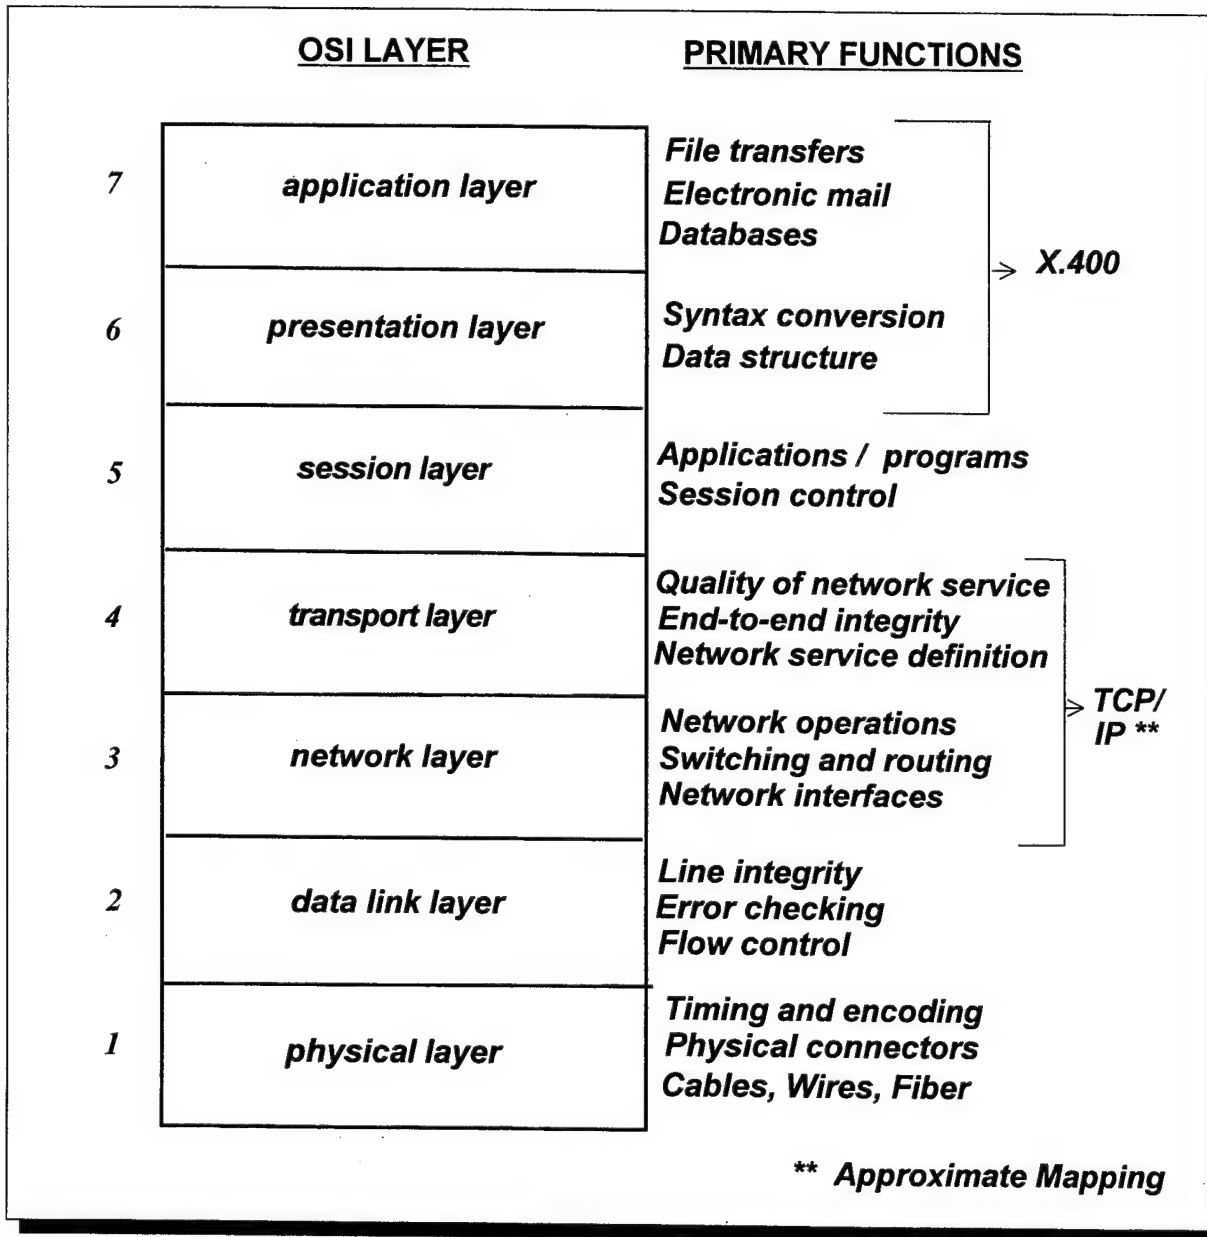 OSI LAYER PRIMARY FUNCTIONS
7 application layer File transfers
Electronic mail
Databases
X.400
6 presentation layer Syntax conversion
Data structure
5 session layer Applications / programs
Session control
4 transport layer Quality of network service
End-to-end integrity
Network service definition
TCP/
IP **
3 network layer Network operations
Switching and routing
Network interfaces
2 data link layer Line integrity
Error checking
Flow control
1 physical layer Timing and encoding
Physical connectors
Cables, Wires, Fiber
** Approximate Mapping